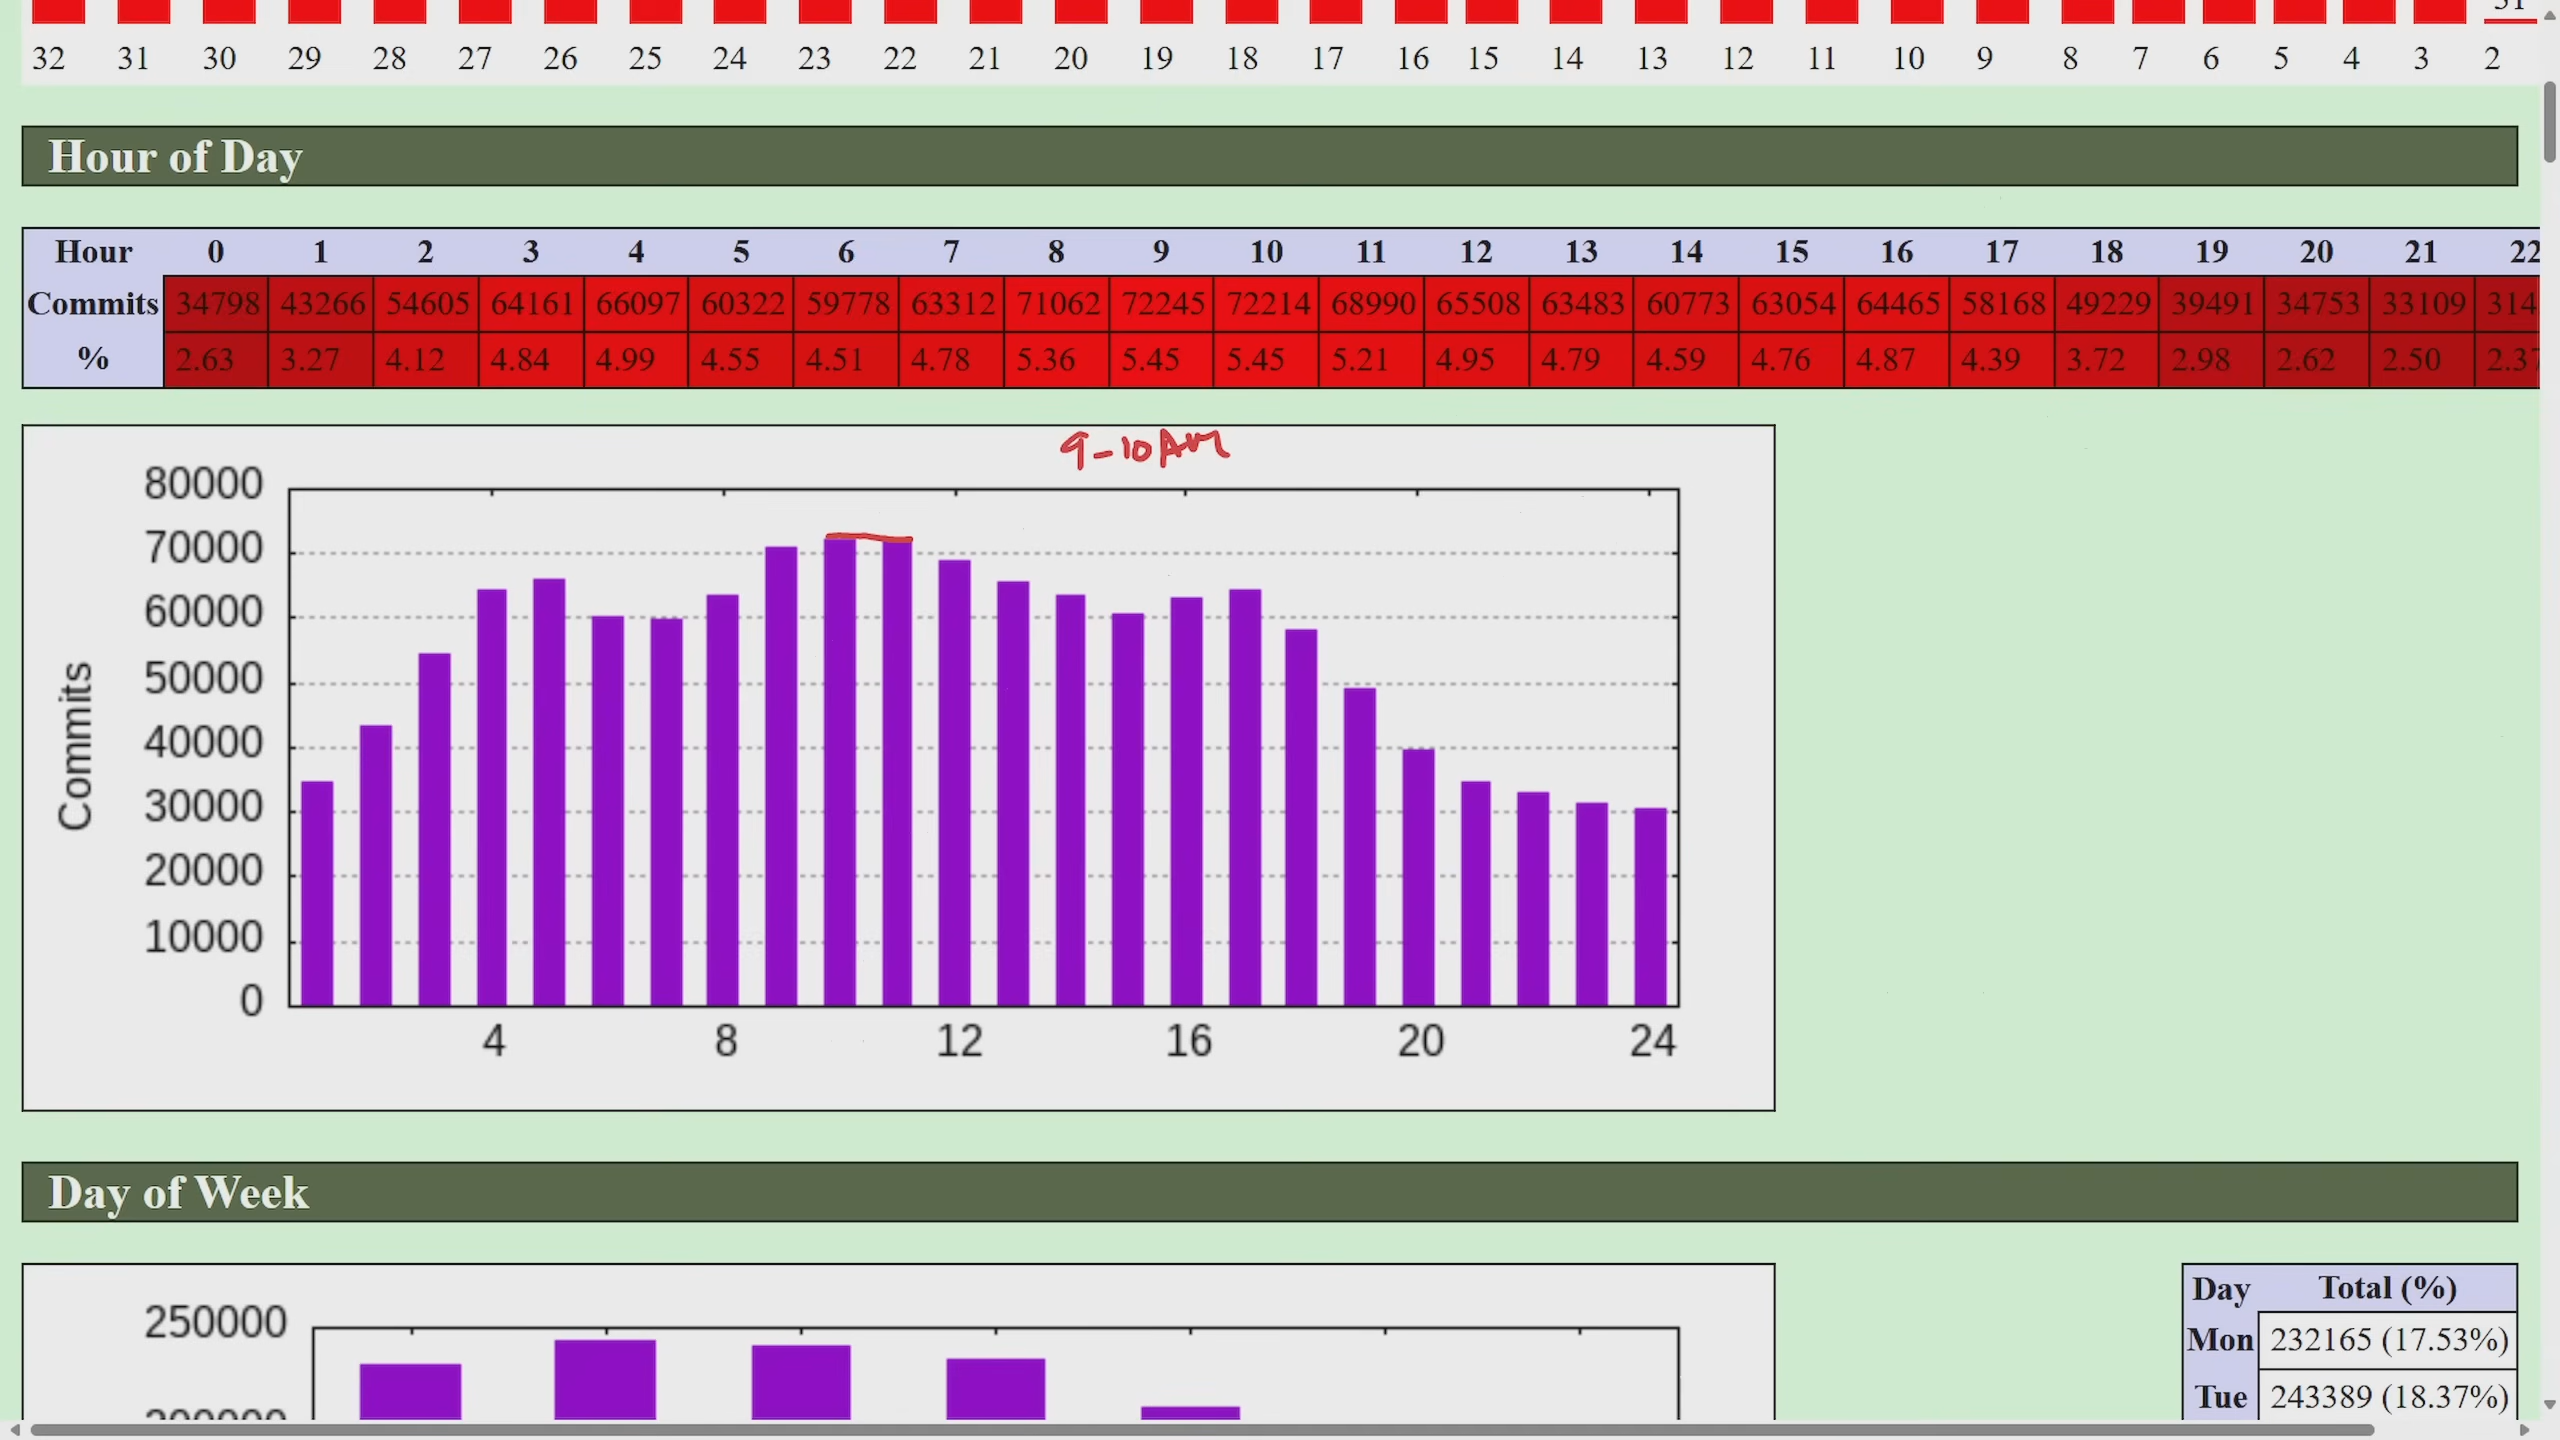 32 31 30 29 28 27 26 25 24 23 22 21 20 19 18 17 16 15 14 13 12 11 10 9 8 7 6 5 4 3 2
Hour of Day
Hour 0 1 2 3 4 5 6 7 8 9 10 11 12 13 14 15 16 17 18 19 20 21 22
Commits 34798 43266 54605 64161 66097 60322 59778 63312 71062 72245 72214 68990 65508 63483 60773 63054 64465 58168 49229 39491 34753 33109 314
% 2.63 3.27 4.12 4.84 4.99 4.55 4.51 4.78 5.36 5.45 5.45 5.21 4.95 4.79 4.59 4.76 4.87 4.39 3.72 2.98 2.62 2.50 2.37
9-10AM
80000
70000
60000
50000
40000
30000
20000
10000
0
Commits
4 8 12 16 20 24
Day of Week
250000
Day Total (%)
Mon 232165 (17.53%)
Tue 243389 (18.37%)